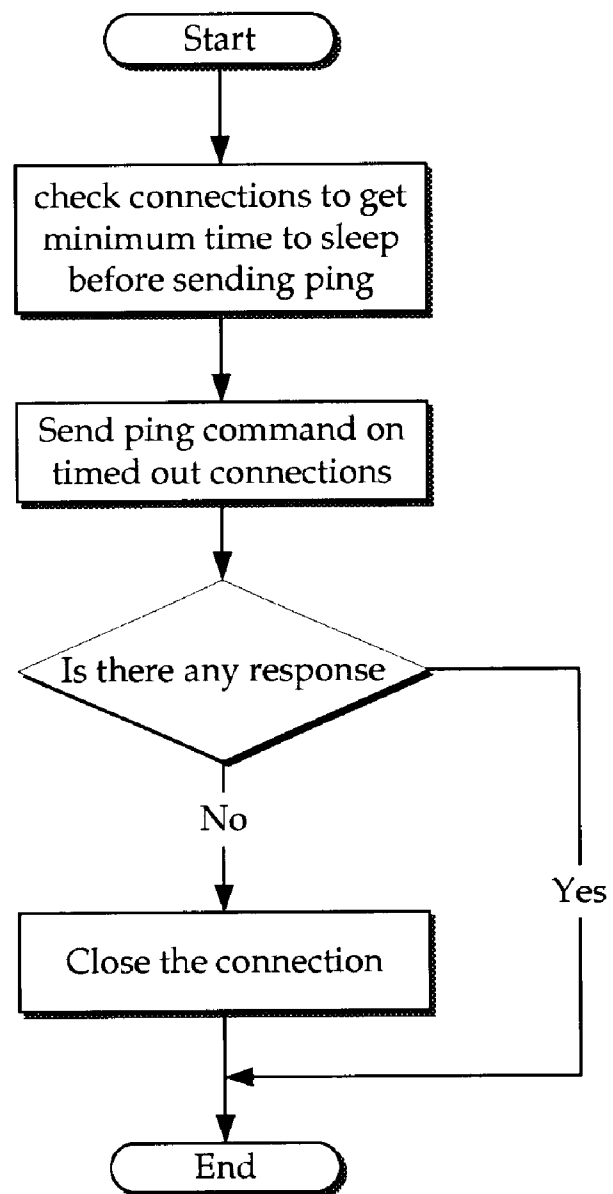 Start
check connections to get
minimum time to sleep
before sending ping
Send ping command on
timed out connections
Is there any response
No
Yes
Close the connection
End